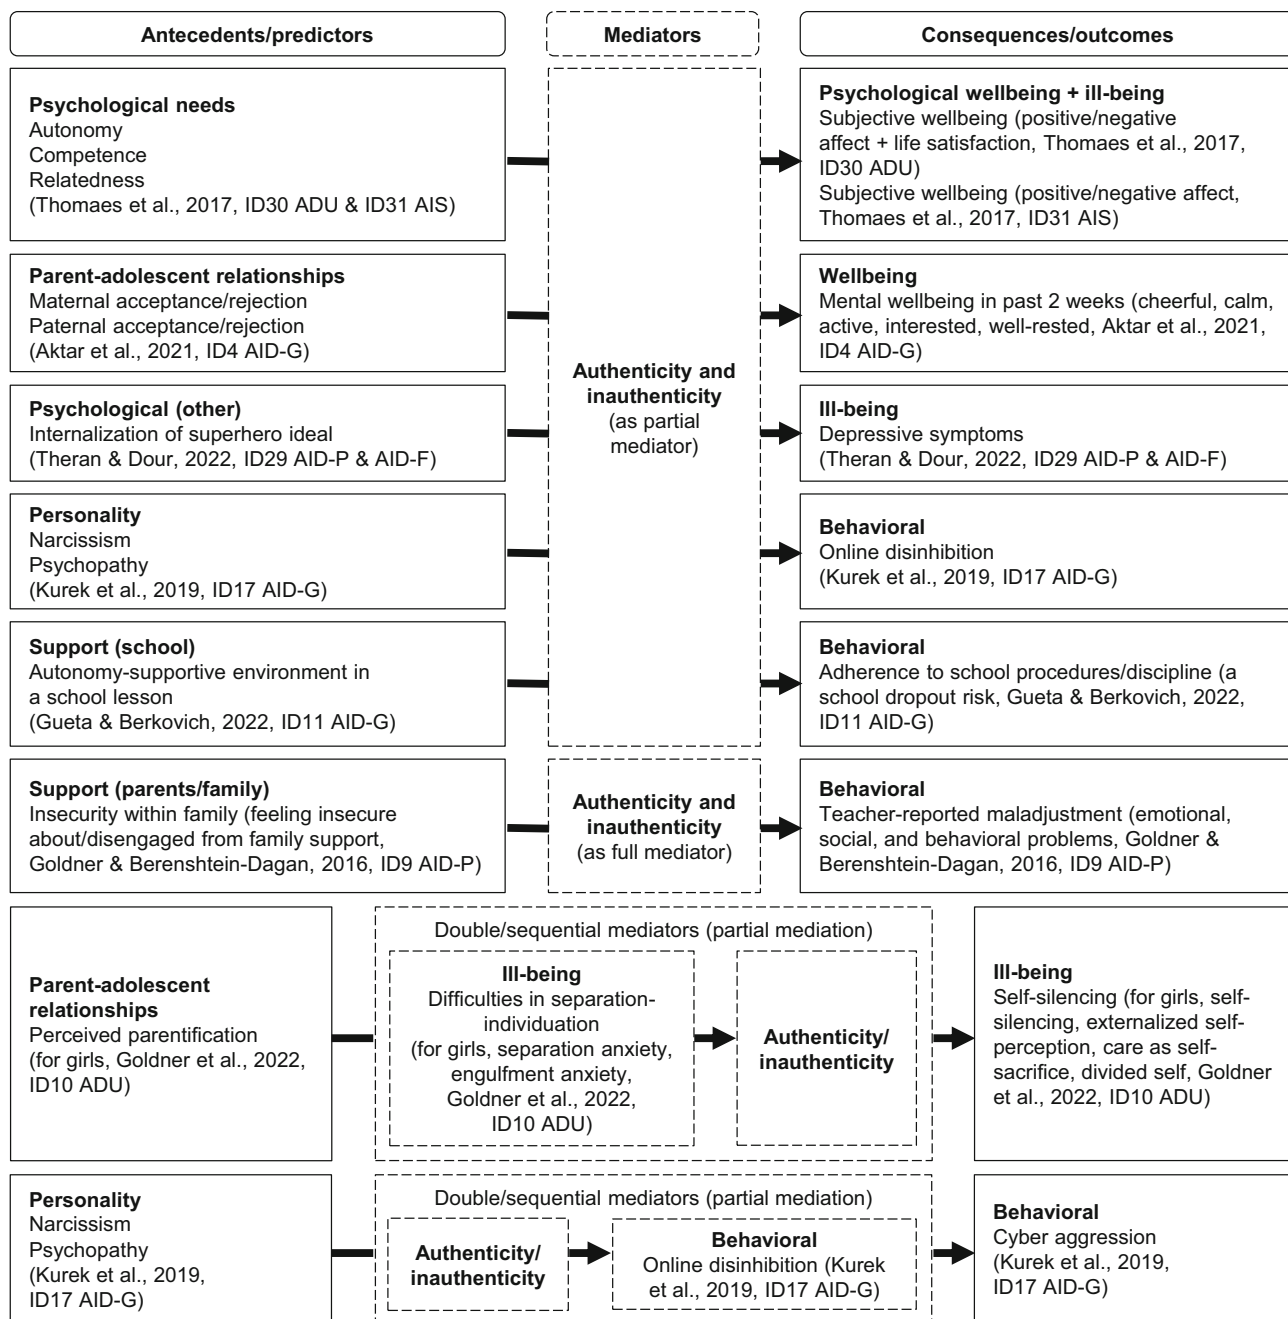 Antecedents/predictors
Mediators
Consequences/outcomes
Psychological needs
Autonomy
Competence
Relatedness
(Thomaes et al., 2017, ID30 ADU & ID31 AIS)
Psychological wellbeing + ill-being
Subjective wellbeing (positive/negative
affect + life satisfaction, Thomaes et al., 2017,
ID30 ADU)
Subjective wellbeing (positive/negative affect,
Thomaes et al., 2017, ID31 AIS)
Parent-adolescent relationships
Maternal acceptance/rejection
Paternal acceptance/rejection
(Aktar et al., 2021, ID4 AID-G)
Wellbeing
Mental wellbeing in past 2 weeks (cheerful, calm,
active, interested, well-rested, Aktar et al., 2021,
ID4 AID-G)
Authenticity and
inauthenticity
(as partial
mediator)
Psychological (other)
Internalization of superhero ideal
(Theran & Dour, 2022, ID29 AID-P & AID-F)
Ill-being
Depressive symptoms
(Theran & Dour, 2022, ID29 AID-P & AID-F)
Personality
Narcissism
Psychopathy
(Kurek et al., 2019, ID17 AID-G)
Behavioral
Online disinhibition
(Kurek et al., 2019, ID17 AID-G)
Support (school)
Autonomy-supportive environment in
a school lesson
(Gueta & Berkovich, 2022, ID11 AID-G)
Behavioral
Adherence to school procedures/discipline (a
school dropout risk, Gueta & Berkovich, 2022,
ID11 AID-G)
Support (parents/family)
Insecurity within family (feeling insecure
about/disengaged from family support,
Goldner & Berenshtein-Dagan, 2016, ID9 AID-P)
Authenticity and
inauthenticity
(as full mediator)
Behavioral
Teacher-reported maladjustment (emotional,
social, and behavioral problems, Goldner &
Berenshtein-Dagan, 2016, ID9 AID-P)
Parent-adolescent
relationships
Perceived parentification
(for girls, Goldner et al., 2022,
ID10 ADU)
Double/sequential mediators (partial mediation)
Ill-being
Difficulties in separation-
individuation
(for girls, separation anxiety,
engulfment anxiety,
Goldner et al., 2022,
ID10 ADU)
Authenticity/
inauthenticity
Ill-being
Self-silencing (for girls, self-
silencing, externalized self-
perception, care as self-
sacrifice, divided self, Goldner
et al., 2022, ID10 ADU)
Personality
Narcissism
Psychopathy
(Kurek et al., 2019,
ID17 AID-G)
Double/sequential mediators (partial mediation)
Authenticity/
inauthenticity
Behavioral
Online disinhibition (Kurek
et al., 2019, ID17 AID-G)
Behavioral
Cyber aggression
(Kurek et al., 2019,
ID17 AID-G)